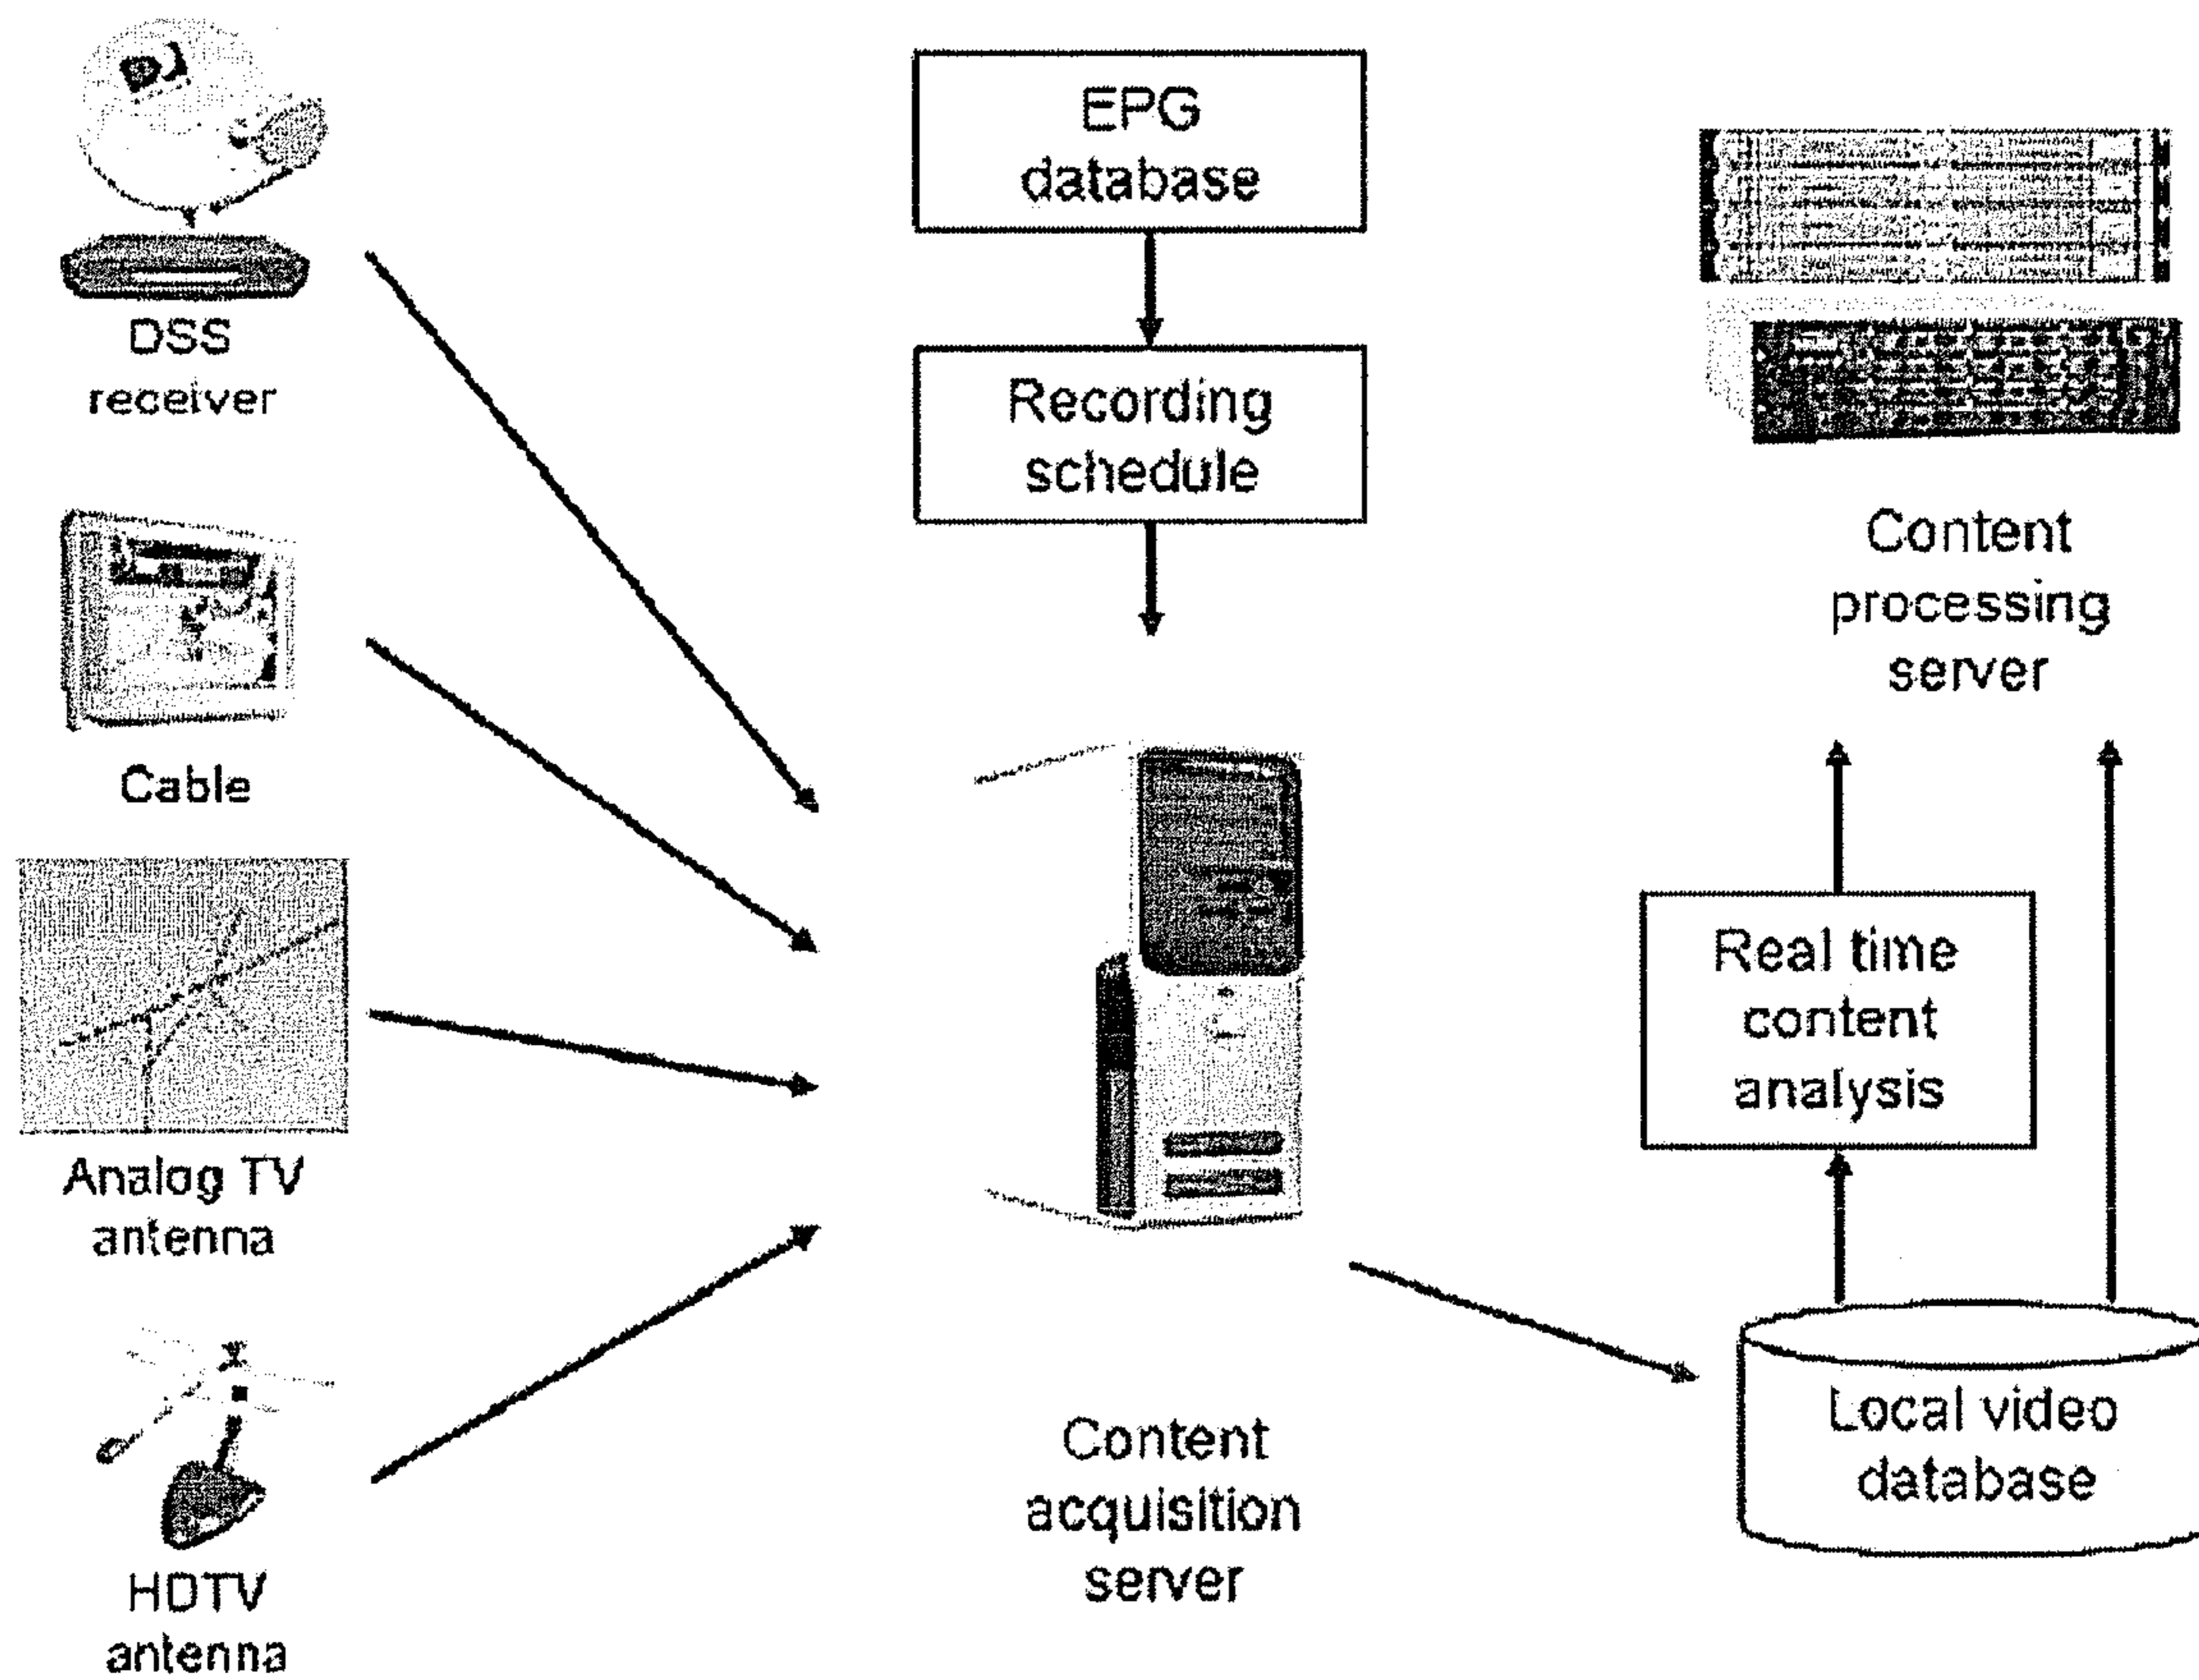 DSS
receiver
Cable
Analog TV
antenna
HDTV
antenna
EPG
database
Recording
schedule
Content
acquisition
server
Content
processing
server
Real time
content
analysis
Local video
database